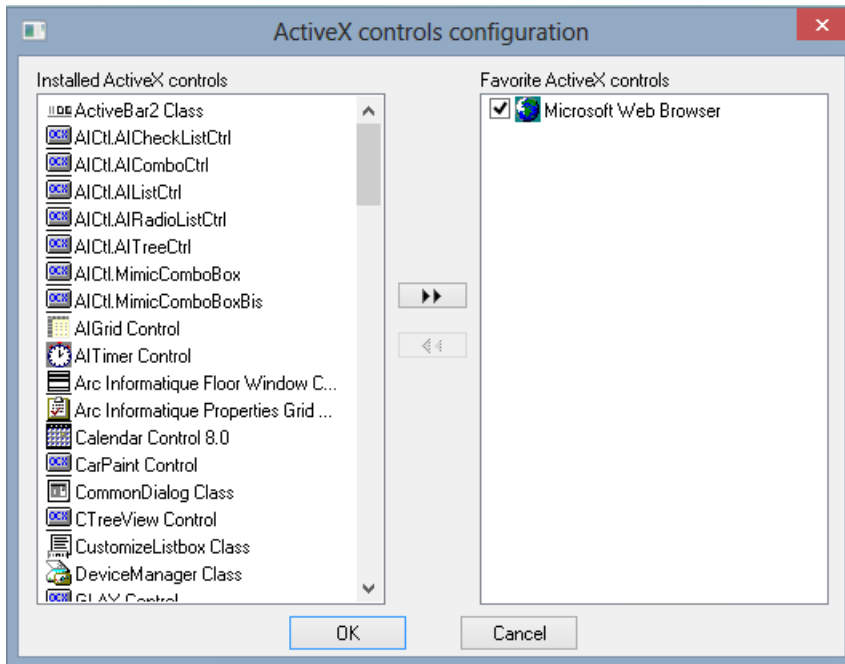 ActiveX controls configuration
Installed ActiveX controls
ActiveBar2 Class
AICtl.AICheckListCtrl
AICtl.AIComboCtrl
AICtl.AIListCtrl
AICtl.AIRadioListCtrl
AICtl.AITreeCtrl
AICtl.MimicComboBox
AICtl.MimicComboBoxBis
AIGrid Control
AITimer Control
Arc Informatique Floor Window C...
Arc Informatique Properties Grid ...
Calendar Control 8.0
CarPaint Control
CommonDialog Class
CTreeView Control
CustomizeListbox Class
DeviceManager Class
Favorite ActiveX controls
Microsoft Web Browser
OK
Cancel